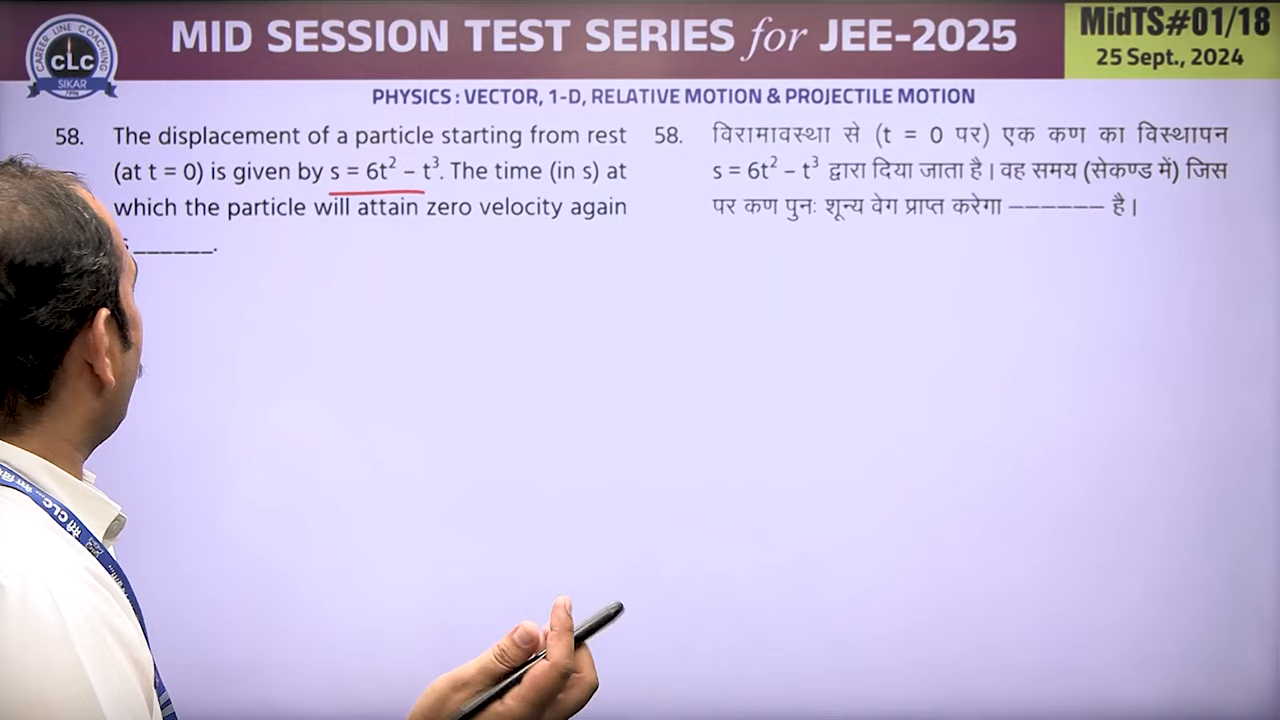 MID SESSION TEST SERIES for JEE-2025
MidTS#01/18
25 Sept., 2024
CAREER LINE COACHING
CLC
SIKAR
1996
PHYSICS : VECTOR, 1-D, RELATIVE MOTION & PROJECTILE MOTION
58. The displacement of a particle starting from rest
(at t = 0) is given by s = 6t² – t³. The time (in s) at
which the particle will attain zero velocity again
______.
58. विरामावस्था से (t = 0 पर) एक कण का विस्थापन
s = 6t² – t³ द्वारा दिया जाता है। वह समय (सेकण्ड में) जिस
पर कण पुनः शून्य वेग प्राप्त करेगा —————— है।
CLC